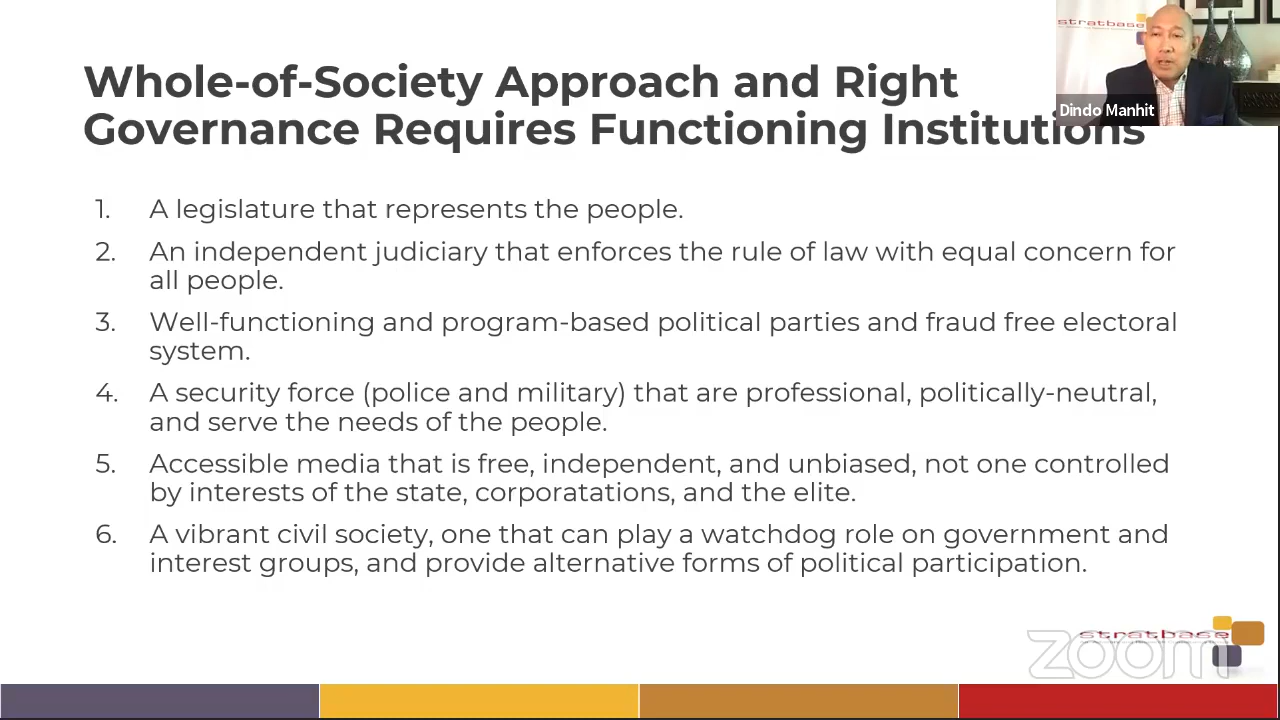 stratbase
Dindo Manhit
Whole-of-Society Approach and Right
Governance Requires Functioning Institutions
1. A legislature that represents the people.
2. An independent judiciary that enforces the rule of law with equal concern for
all people.
3. Well-functioning and program-based political parties and fraud free electoral
system.
4. A security force (police and military) that are professional, politically-neutral,
and serve the needs of the people.
5. Accessible media that is free, independent, and unbiased, not one controlled
by interests of the state, corporatations, and the elite.
6. A vibrant civil society, one that can play a watchdog role on government and
interest groups, and provide alternative forms of political participation.
stratbase
zoom